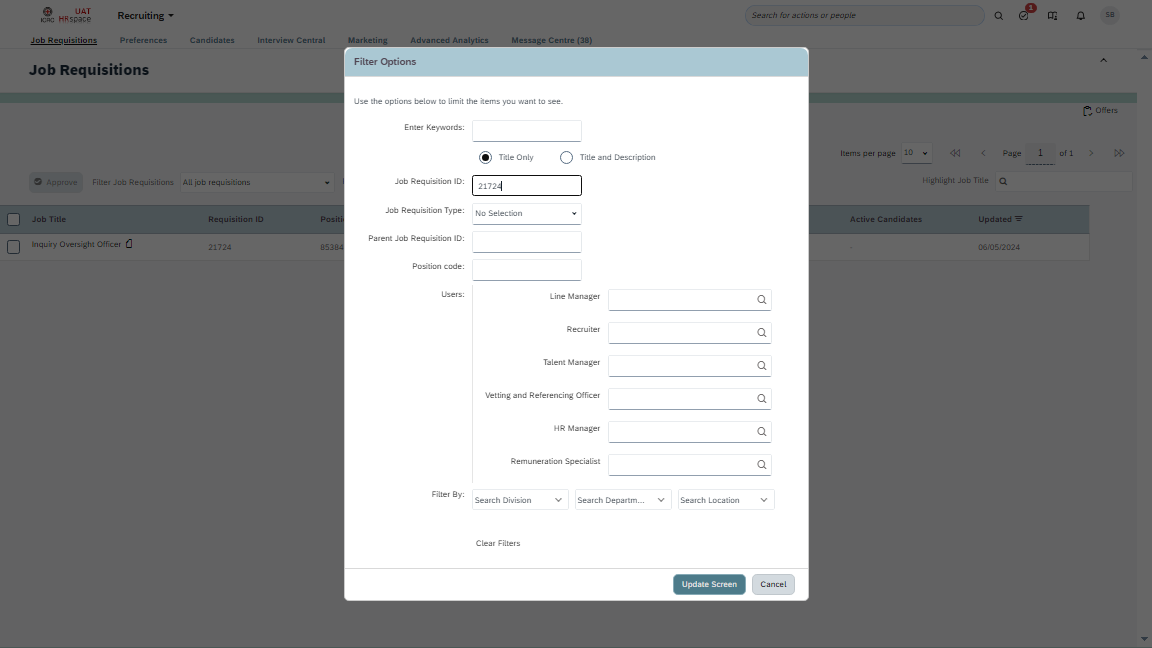 ICRC
UAT
HRspace
Recruiting
Search for actions or people
1
SB
Job Requisitions
Preferences
Candidates
Interview Central
Marketing
Advanced Analytics
Message Centre (38)
Job Requisitions
Offers
Items per page
10
Page
1
of 1
Approve
Filter Job Requisitions
All job requisitions
Highlight Job Title
Job Title
Requisition ID
Active Candidates
Updated
Inquiry Oversight Officer
21724
-
06/05/2024
Filter Options
Use the options below to limit the items you want to see.
Enter Keywords:
Title Only
Title and Description
Job Requisition ID:
21724
Job Requisition Type:
No Selection
Parent Job Requisition ID:
Position code:
Users:
Line Manager
Recruiter
Talent Manager
Vetting and Referencing Officer
HR Manager
Remuneration Specialist
Filter By:
Search Division
Search Departm...
Search Location
Clear Filters
Update Screen
Cancel